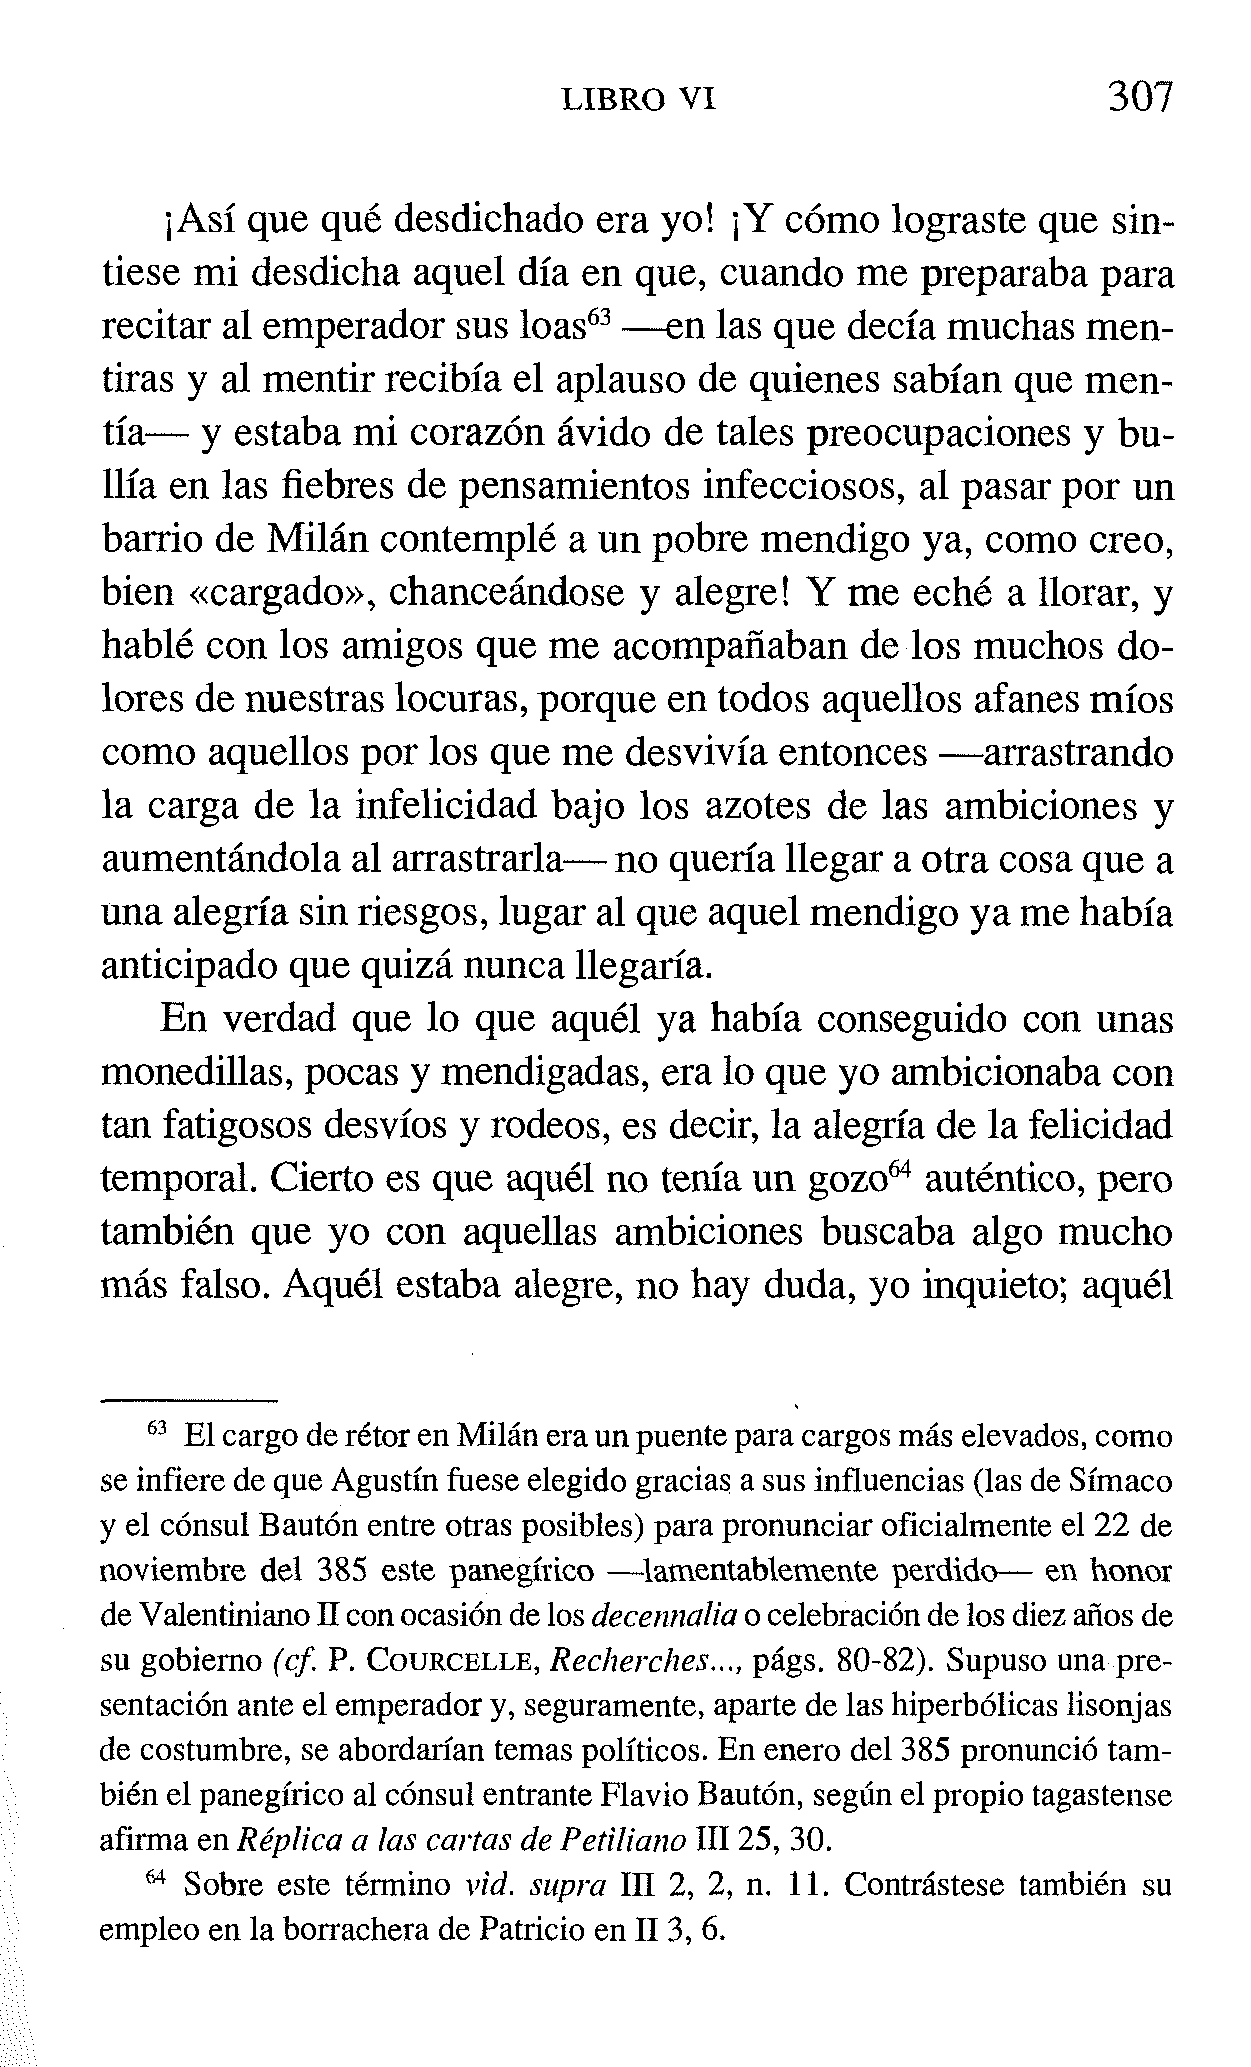 LIBRO VI 307
¡Así que qué desdichado era yo! ¡Y cómo lograste que sin-
tiese mi desdicha aquel día en que, cuando me preparaba para
recitar al emperador sus loas⁶³ —en las que decía muchas men-
tiras y al mentir recibía el aplauso de quienes sabían que men-
tía— y estaba mi corazón ávido de tales preocupaciones y bu-
llía en las fiebres de pensamientos infecciosos, al pasar por un
barrio de Milán contemplé a un pobre mendigo ya, como creo,
bien «cargado», chanceándose y alegre! Y me eché a llorar, y
hablé con los amigos que me acompañaban de los muchos do-
lores de nuestras locuras, porque en todos aquellos afanes míos
como aquellos por los que me desvivía entonces —arrastrando
la carga de la infelicidad bajo los azotes de las ambiciones y
aumentándola al arrastrarla— no quería llegar a otra cosa que a
una alegría sin riesgos, lugar al que aquel mendigo ya me había
anticipado que quizá nunca llegaría.
En verdad que lo que aquél ya había conseguido con unas
monedillas, pocas y mendigadas, era lo que yo ambicionaba con
tan fatigosos desvíos y rodeos, es decir, la alegría de la felicidad
temporal. Cierto es que aquél no tenía un gozo⁶⁴ auténtico, pero
también que yo con aquellas ambiciones buscaba algo mucho
más falso. Aquél estaba alegre, no hay duda, yo inquieto; aquél
⁶³ El cargo de rétor en Milán era un puente para cargos más elevados, como
se infiere de que Agustín fuese elegido gracias a sus influencias (las de Símaco
y el cónsul Bautón entre otras posibles) para pronunciar oficialmente el 22 de
noviembre del 385 este panegírico —lamentablemente perdido— en honor
de Valentiniano II con ocasión de los decennalia o celebración de los diez años de
su gobierno (cf. P. COURCELLE, Recherches..., págs. 80-82). Supuso una pre-
sentación ante el emperador y, seguramente, aparte de las hiperbólicas lisonjas
de costumbre, se abordarían temas políticos. En enero del 385 pronunció tam-
bién el panegírico al cónsul entrante Flavio Bautón, según el propio tagastense
afirma en Réplica a las cartas de Petiliano III 25, 30.
⁶⁴ Sobre este término vid. supra III 2, 2, n. 11. Contrástese también su
empleo en la borrachera de Patricio en II 3, 6.